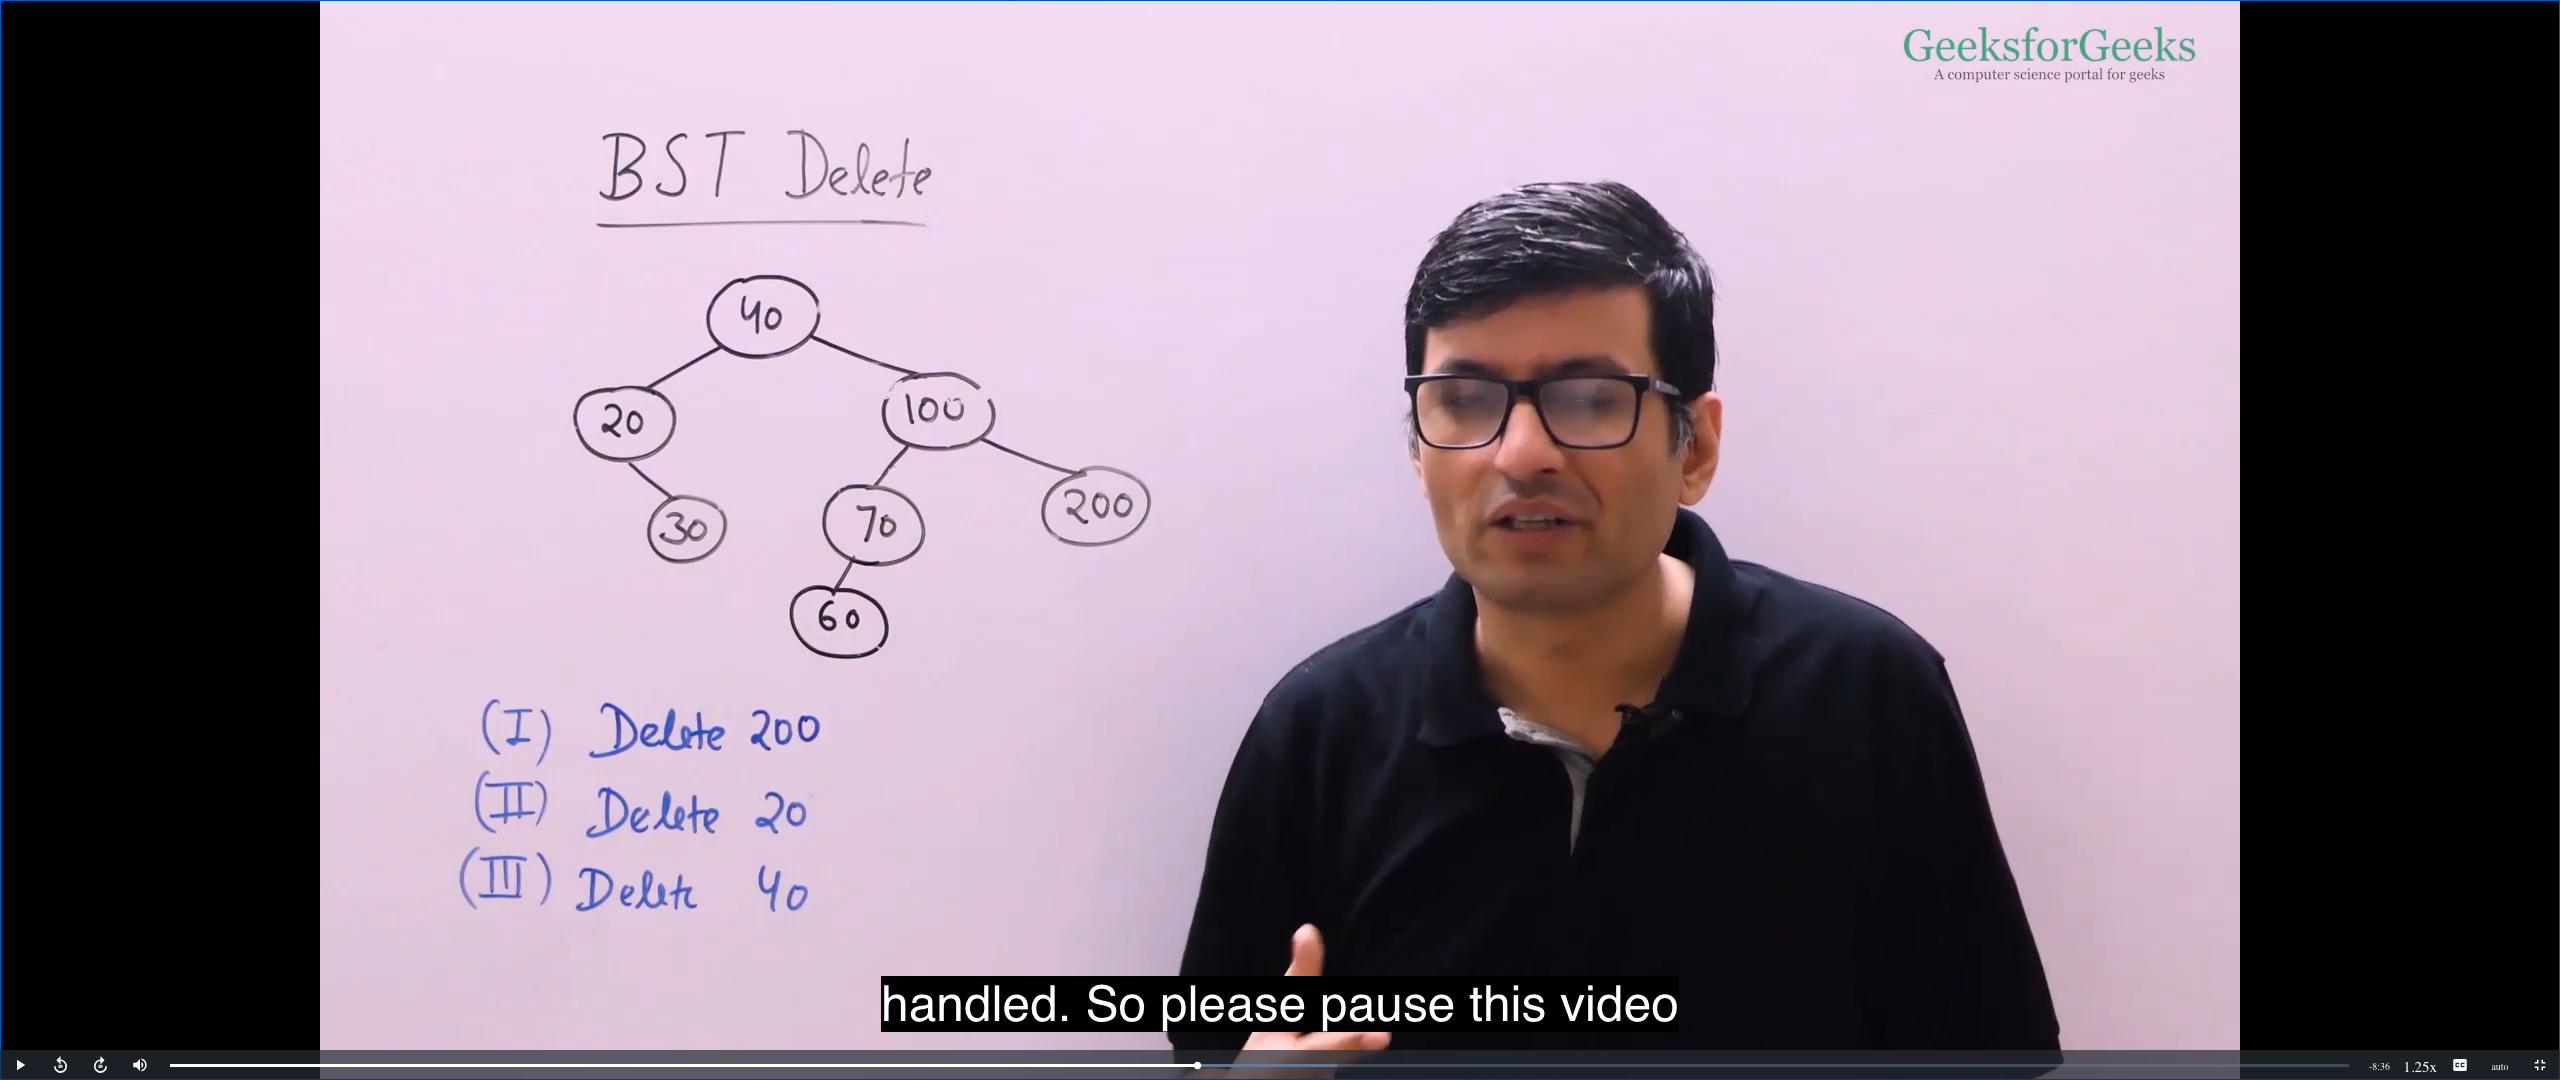 GeeksforGeeks
A computer science portal for geeks
BST Delete
40
20
100
30
70
200
60
(I) Delete 200
(II) Delete 20
(III) Delete 40
handled. So please pause this video
-8:36
1.25x
CC
auto